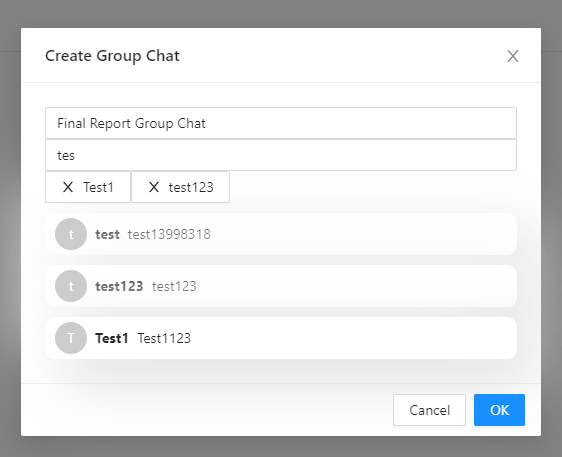 Create Group Chat
Final Report Group Chat
tes
Test1 test123
t test test13998318
t test123 test123
T Test1 Test1123
Cancel OK